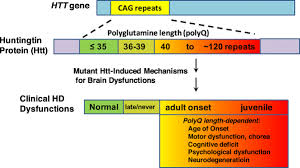 HTT gene
CAG repeats
Polyglutamine length (polyQ)
Huntingtin
Protein (Htt)
≤ 35 36-39 40 to ~120 repeats
Mutant Htt-Induced Mechanisms
for Brain Dysfunctions
Clinical HD
Dysfunctions
Normal late/never adult onset juvenile
PolyQ length-dependent:
Age of Onset
Motor dysfunction, chorea
Cognitive deficit
Psychological dysfunction
Neurodegeneratioin